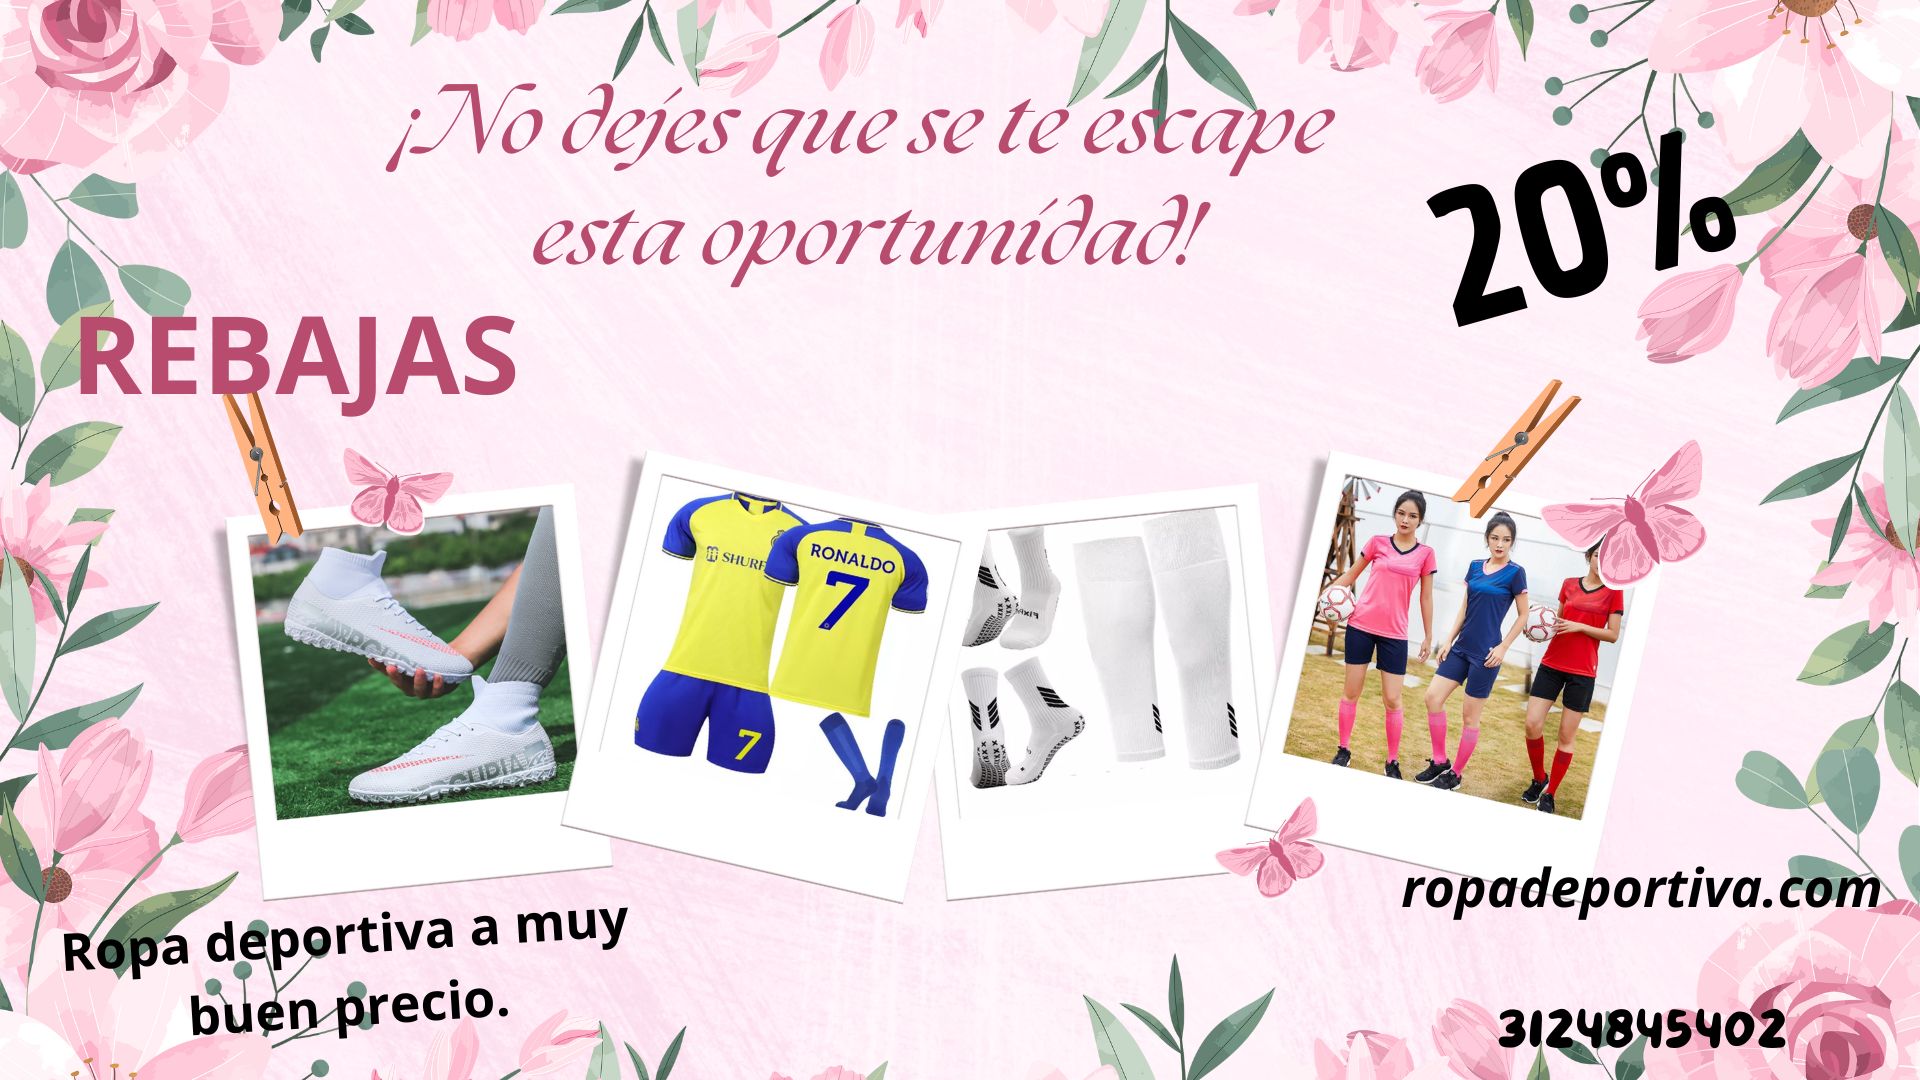 ¡No dejes que se te escape
esta oportunidad!
20%
REBAJAS
SHURF
RONALDO
7
7
Ropa deportiva a muy
buen precio.
ropadeportiva.com
3124845402